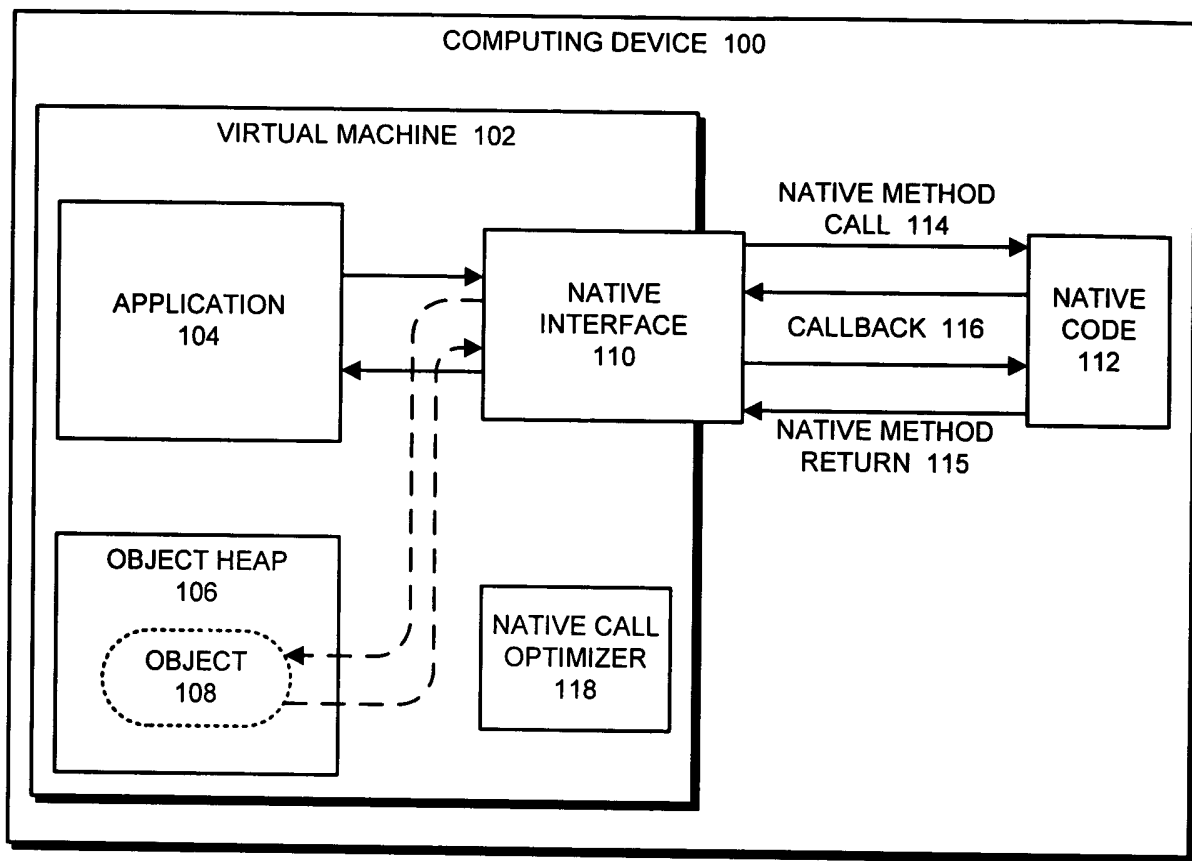 COMPUTING DEVICE 100
VIRTUAL MACHINE 102
APPLICATION
104
NATIVE
INTERFACE
110
NATIVE METHOD
CALL 114
CALLBACK 116
NATIVE METHOD
RETURN 115
NATIVE
CODE
112
OBJECT HEAP
106
OBJECT
108
NATIVE CALL
OPTIMIZER
118